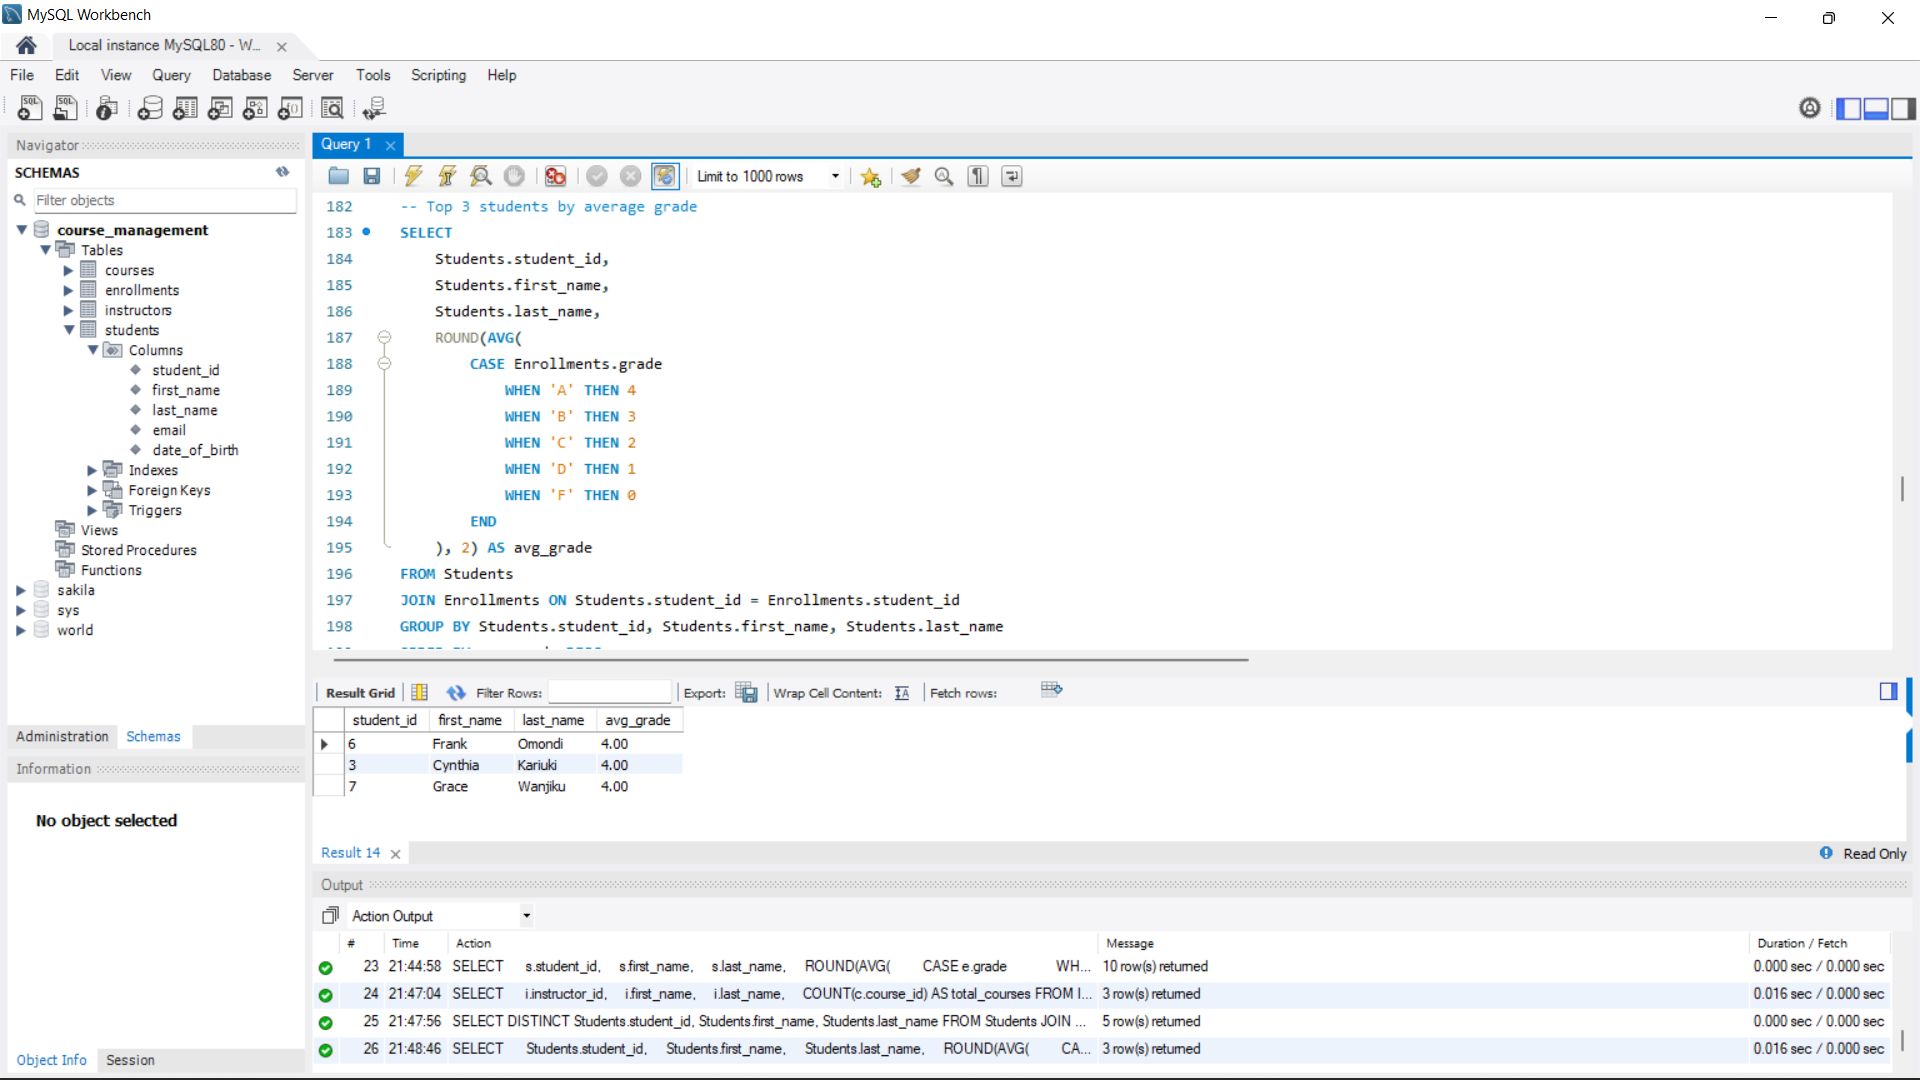 MySQL Workbench
Local instance MySQL80 - W...
File Edit View Query Database Server Tools Scripting Help
Navigator
SCHEMAS
Filter objects
course_management
Tables
courses
enrollments
instructors
students
Columns
student_id
first_name
last_name
email
date_of_birth
Indexes
Foreign Keys
Triggers
Views
Stored Procedures
Functions
sakila
sys
world
Administration Schemas
Information
No object selected
Object Info Session
Query 1
Limit to 1000 rows
182 -- Top 3 students by average grade
183 SELECT
184 Students.student_id,
185 Students.first_name,
186 Students.last_name,
187 ROUND(AVG(
188 CASE Enrollments.grade
189 WHEN 'A' THEN 4
190 WHEN 'B' THEN 3
191 WHEN 'C' THEN 2
192 WHEN 'D' THEN 1
193 WHEN 'F' THEN 0
194 END
195 ), 2) AS avg_grade
196 FROM Students
197 JOIN Enrollments ON Students.student_id = Enrollments.student_id
198 GROUP BY Students.student_id, Students.first_name, Students.last_name
Result Grid Filter Rows: Export: Wrap Cell Content: Fetch rows:
student_id first_name last_name avg_grade
6 Frank Omondi 4.00
3 Cynthia Kariuki 4.00
7 Grace Wanjiku 4.00
Result 14
Read Only
Output
Action Output
# Time Action Message Duration / Fetch
23 21:44:58 SELECT s.student_id, s.first_name, s.last_name, ROUND(AVG( CASE e.grade WH... 10 row(s) returned 0.000 sec / 0.000 sec
24 21:47:04 SELECT i.instructor_id, i.first_name, i.last_name, COUNT(c.course_id) AS total_courses FROM I... 3 row(s) returned 0.016 sec / 0.000 sec
25 21:47:56 SELECT DISTINCT Students.student_id, Students.first_name, Students.last_name FROM Students JOIN ... 5 row(s) returned 0.000 sec / 0.000 sec
26 21:48:46 SELECT Students.student_id, Students.first_name, Students.last_name, ROUND(AVG( CA... 3 row(s) returned 0.016 sec / 0.000 sec